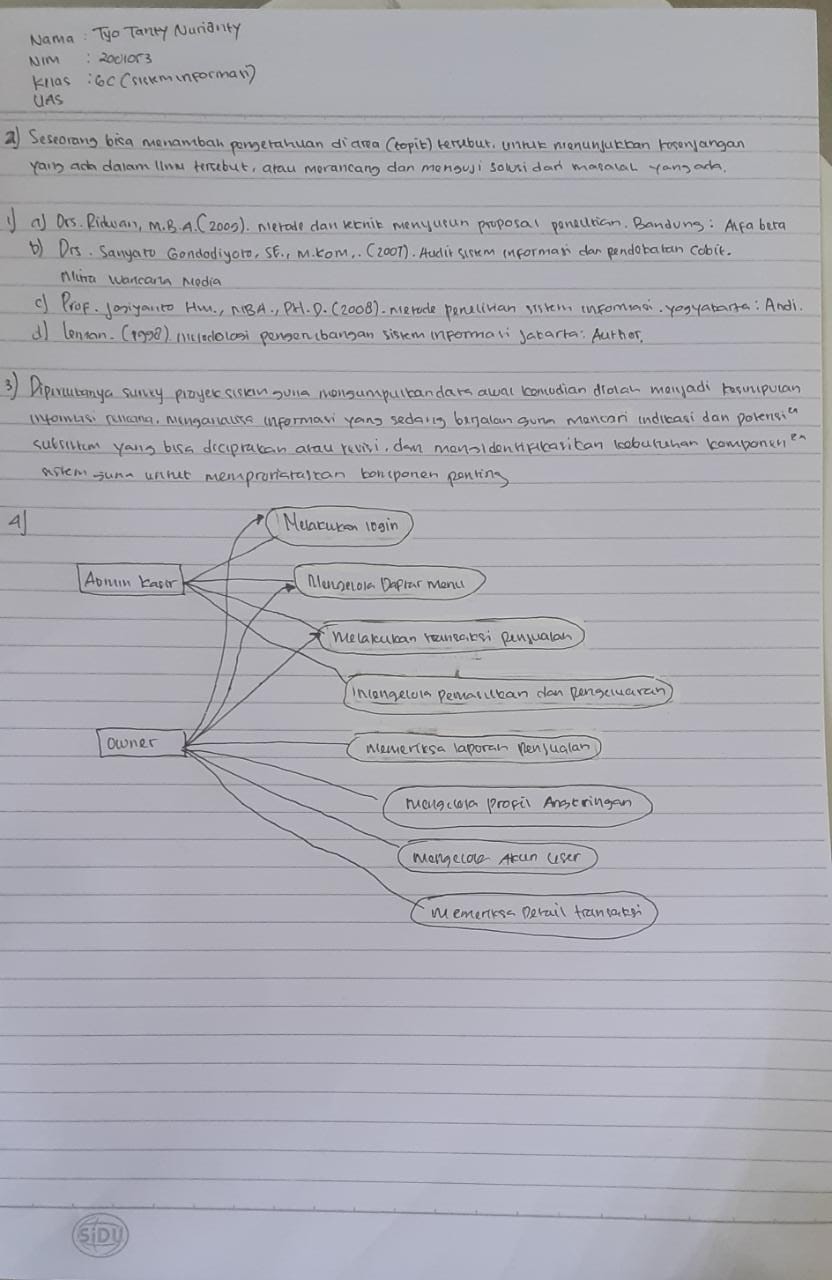 Nama : Tyo Tanty Nurianty
NIM : 2001053
Kelas : 6C (sistem informasi)
UAS
2) Seseorang bisa menambah pengetahuan di area (topik) tersebut, untuk menunjukkan kesenjangan
yang ada dalam ilmu tersebut, atau merancang dan menguji solusi dari masalah yang ada.
1) a) Drs. Ridwan, M.B.A. (2009). metode dan teknik menyusun proposal penelitian. Bandung : Alfa beta
b) Drs. Sanyoto Gondodiyoto, SE., M.Kom,. (2007). Audit sistem informasi dan pendekatan Cobit.
Mitra Wancana Media
c) Prof. Jogiyanto Hm., MBA., PH.D. (2008). metode penelitian sistem informasi. yogyakarta : Andi.
d) Leman. (1998) metodologi pengembangan sistem informasi Jakarta : Author.
3) Diperlukanya survey proyek sistem guna mengumpulkan data awal kemudian diolah menjadi kesimpulan
informasi rencana, menganalisa informasi yang sedang berjalan guna mencari indikasi dan potensi"
subsistem yang bisa diciptakan atau revisi, dan mengidentifikasikan kebutuhan komponen"
sistem guna untuk memprioritaskan komponen penting
4)
Melakukan login
Admin kasir
Mengelola Daptar menu
Melakukan transaksi penjualan
mengelola pemasukan dan pengeluaran
Owner
memeriksa laporan penjualan
mengelola profil Angkringan
mengelola Akun User
memeriksa Detail transaksi
SIDU